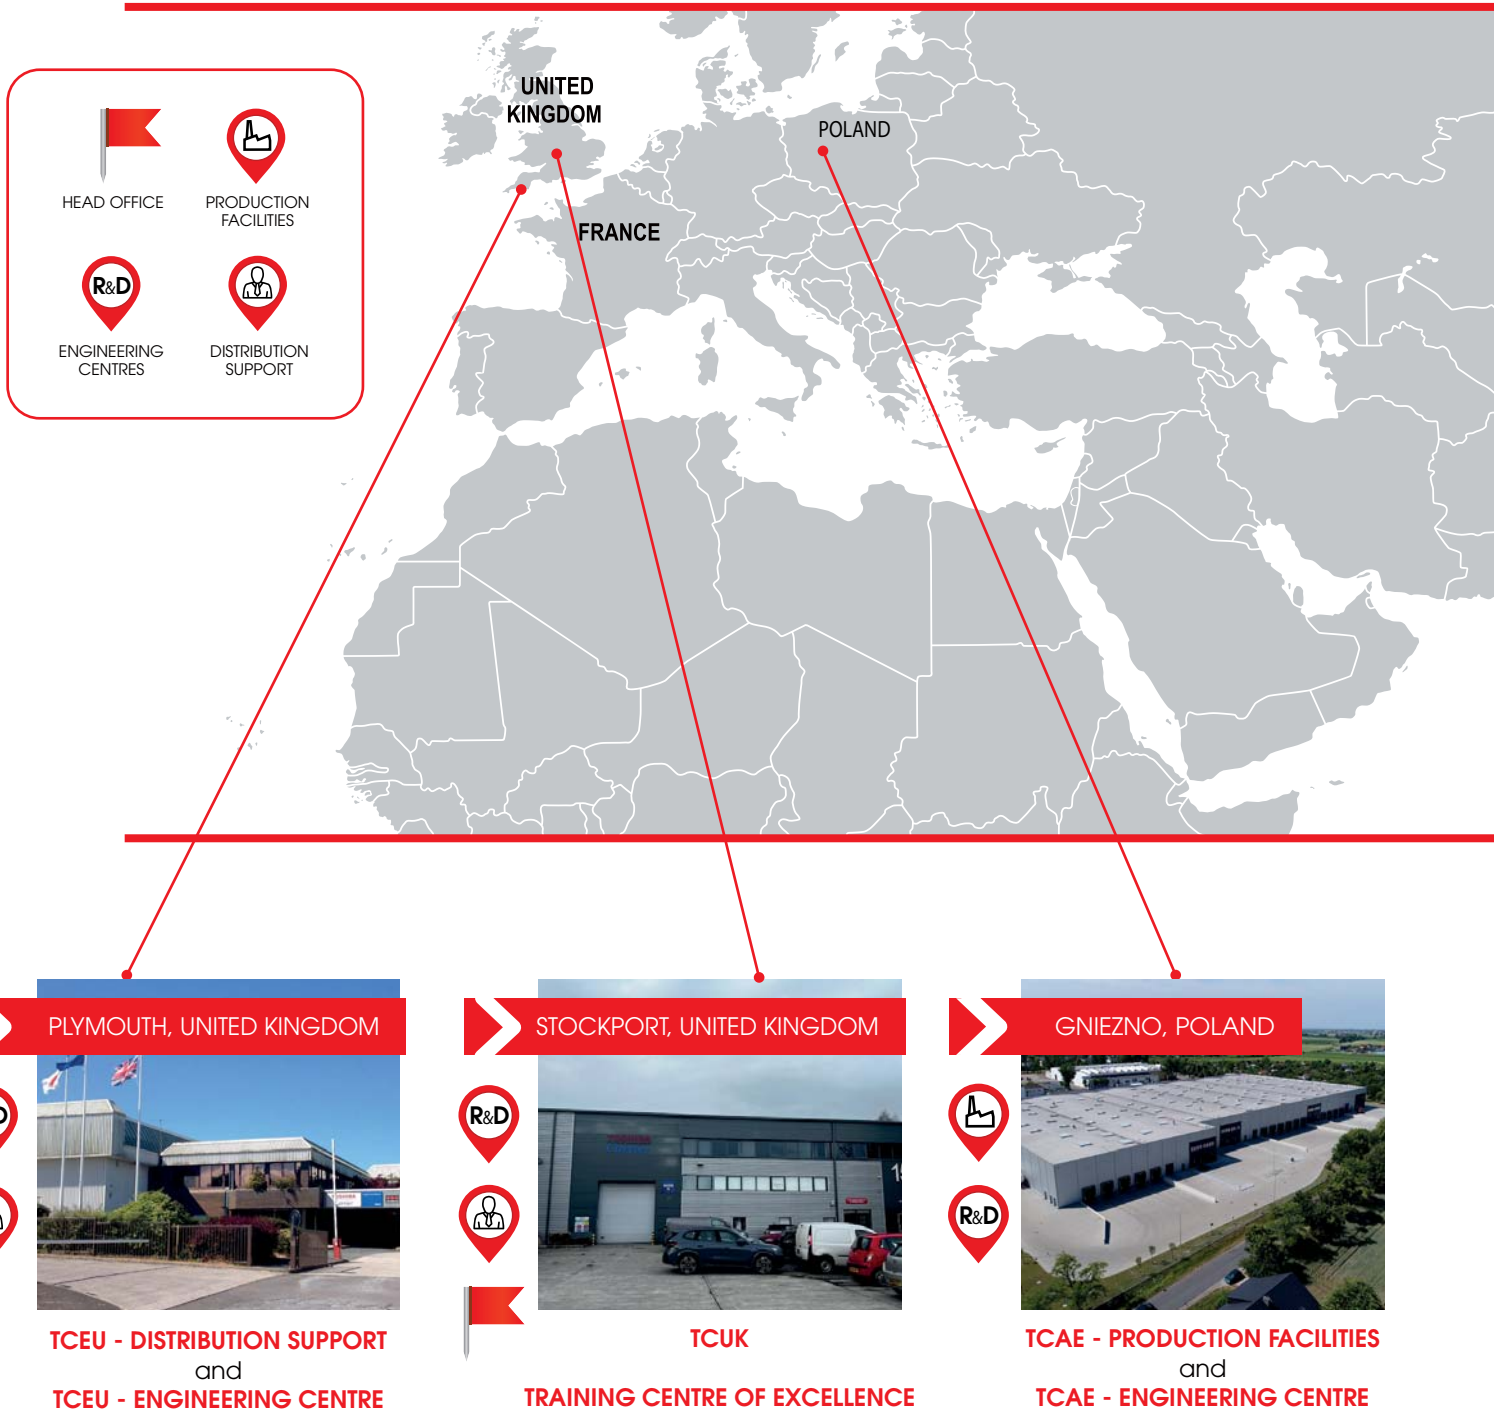 UNITED
KINGDOM
POLAND
FRANCE
HEAD OFFICE
PRODUCTION
FACILITIES
R&D
ENGINEERING
CENTRES
DISTRIBUTION
SUPPORT
PLYMOUTH, UNITED KINGDOM
STOCKPORT, UNITED KINGDOM
GNIEZNO, POLAND
R&D
R&D
TCEU - DISTRIBUTION SUPPORT
and
TCEU - ENGINEERING CENTRE
TCUK
TRAINING CENTRE OF EXCELLENCE
TCAE - PRODUCTION FACILITIES
and
TCAE - ENGINEERING CENTRE